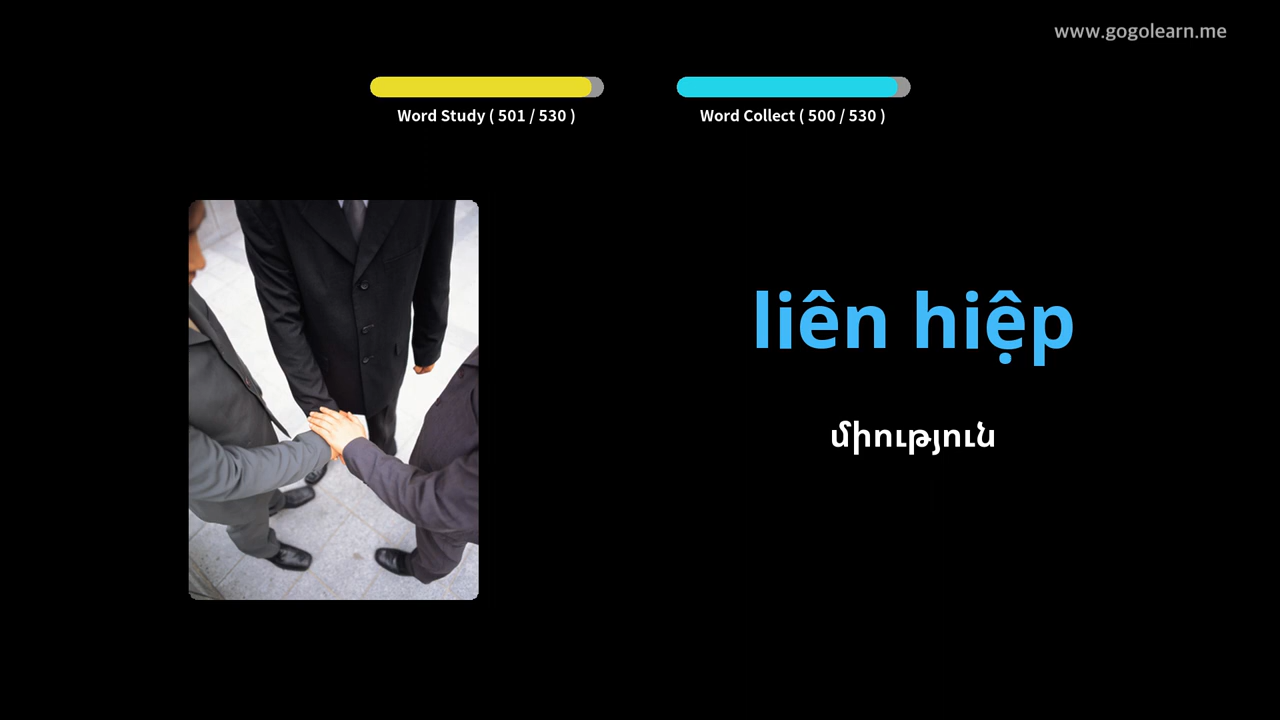 www.gogolearn.me
Word Study ( 501 / 530 )
Word Collect ( 500 / 530 )
liên hiệp
միություն